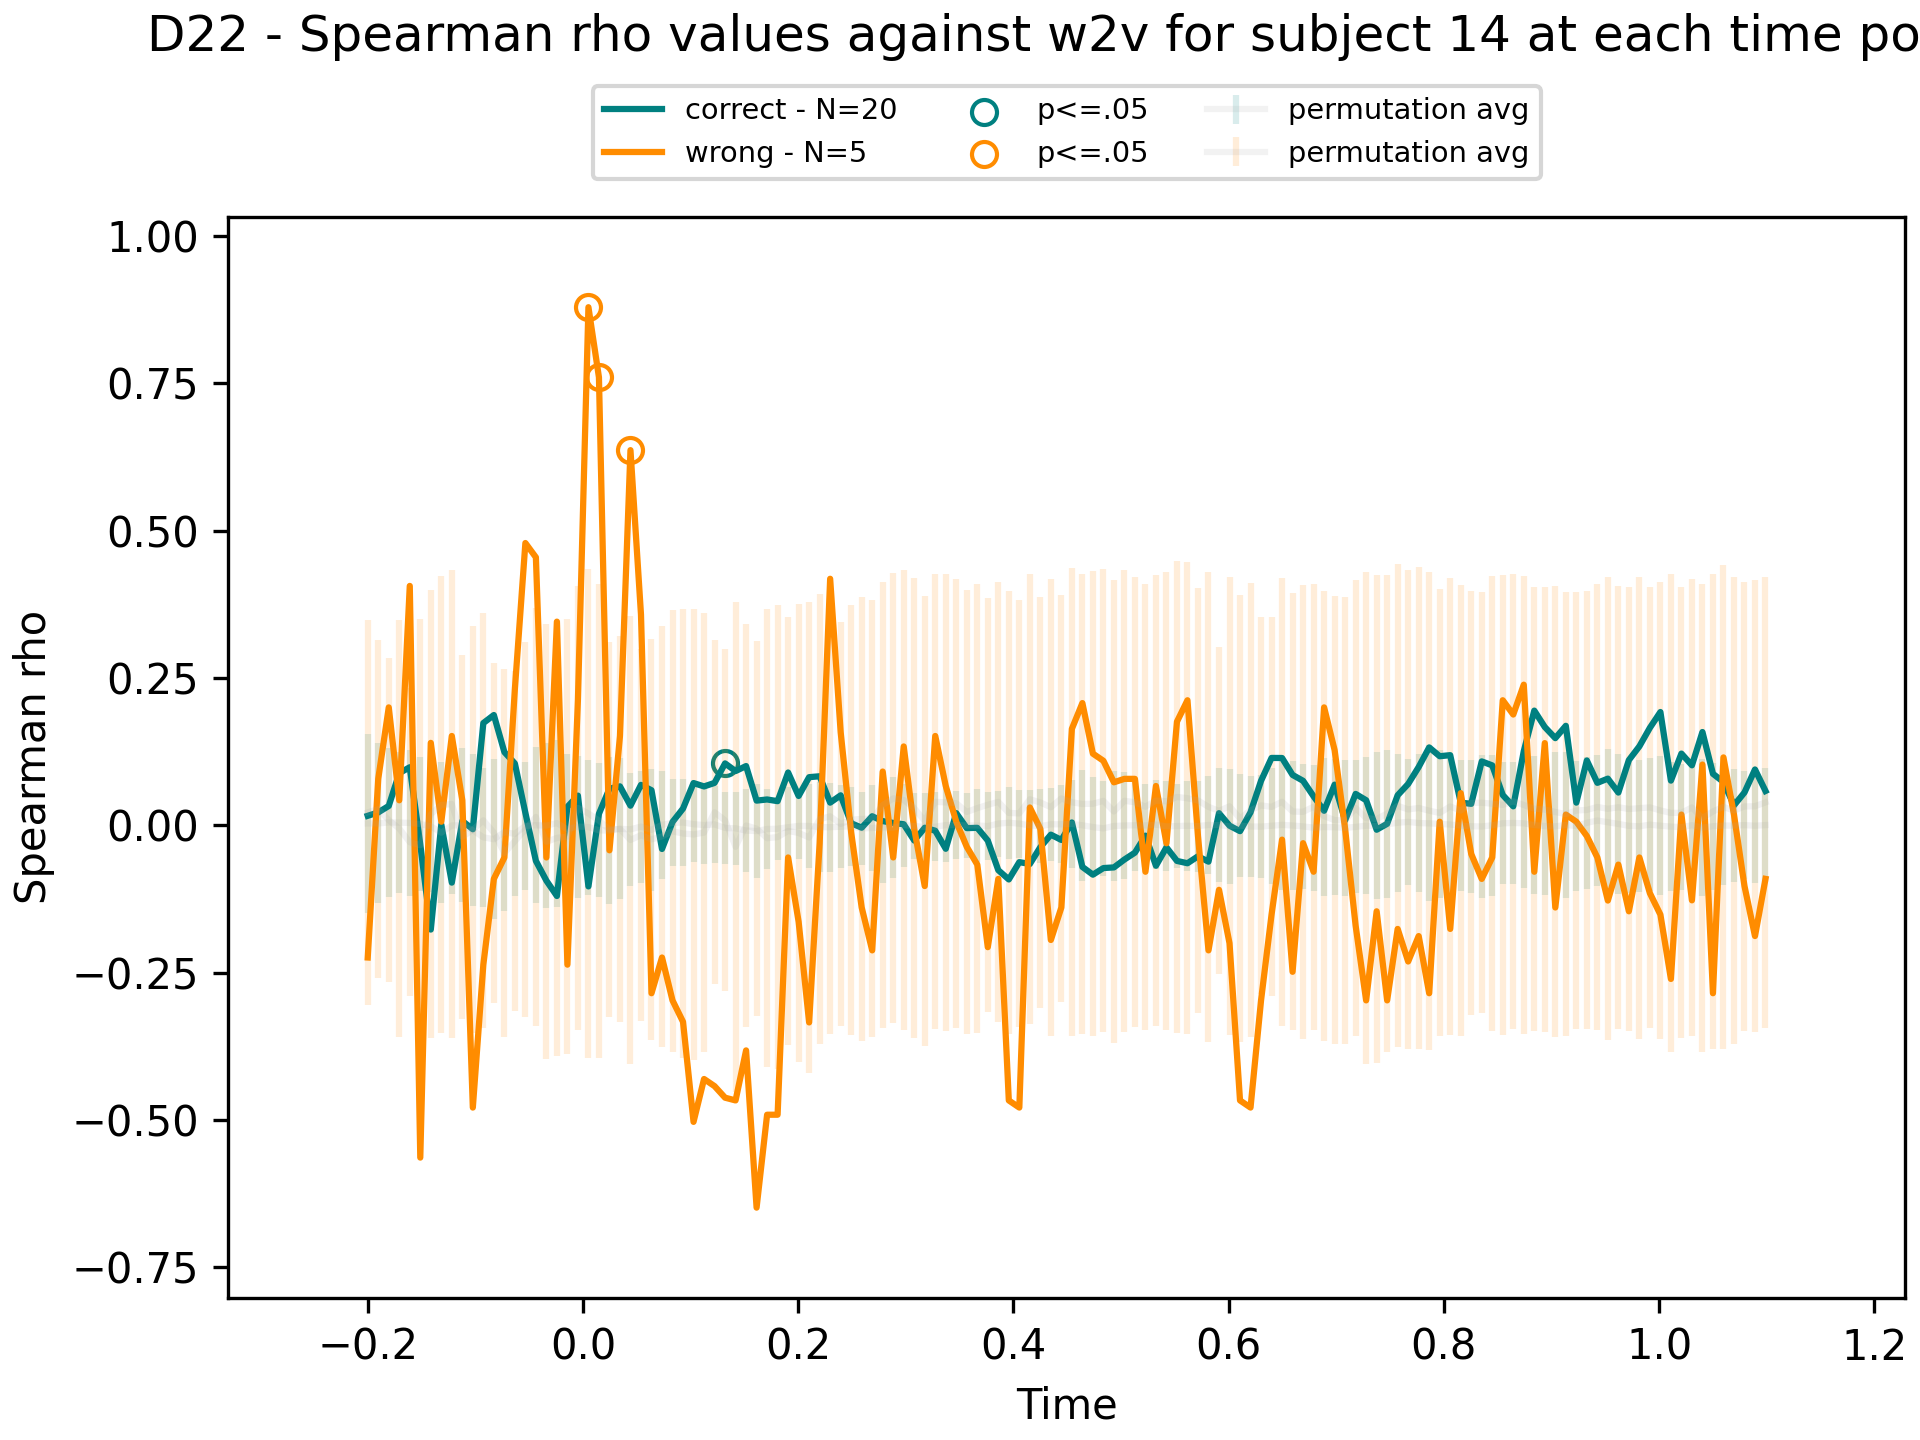 D22 - Spearman rho values against w2v for subject 14 at each time po
correct - N=20
wrong - N=5
p<=.05
p<=.05
permutation avg
permutation avg
1.00
0.75
0.50
0.25
0.00
−0.25
−0.50
−0.75
Spearman rho
−0.2 0.0 0.2 0.4 0.6 0.8 1.0 1.2
Time